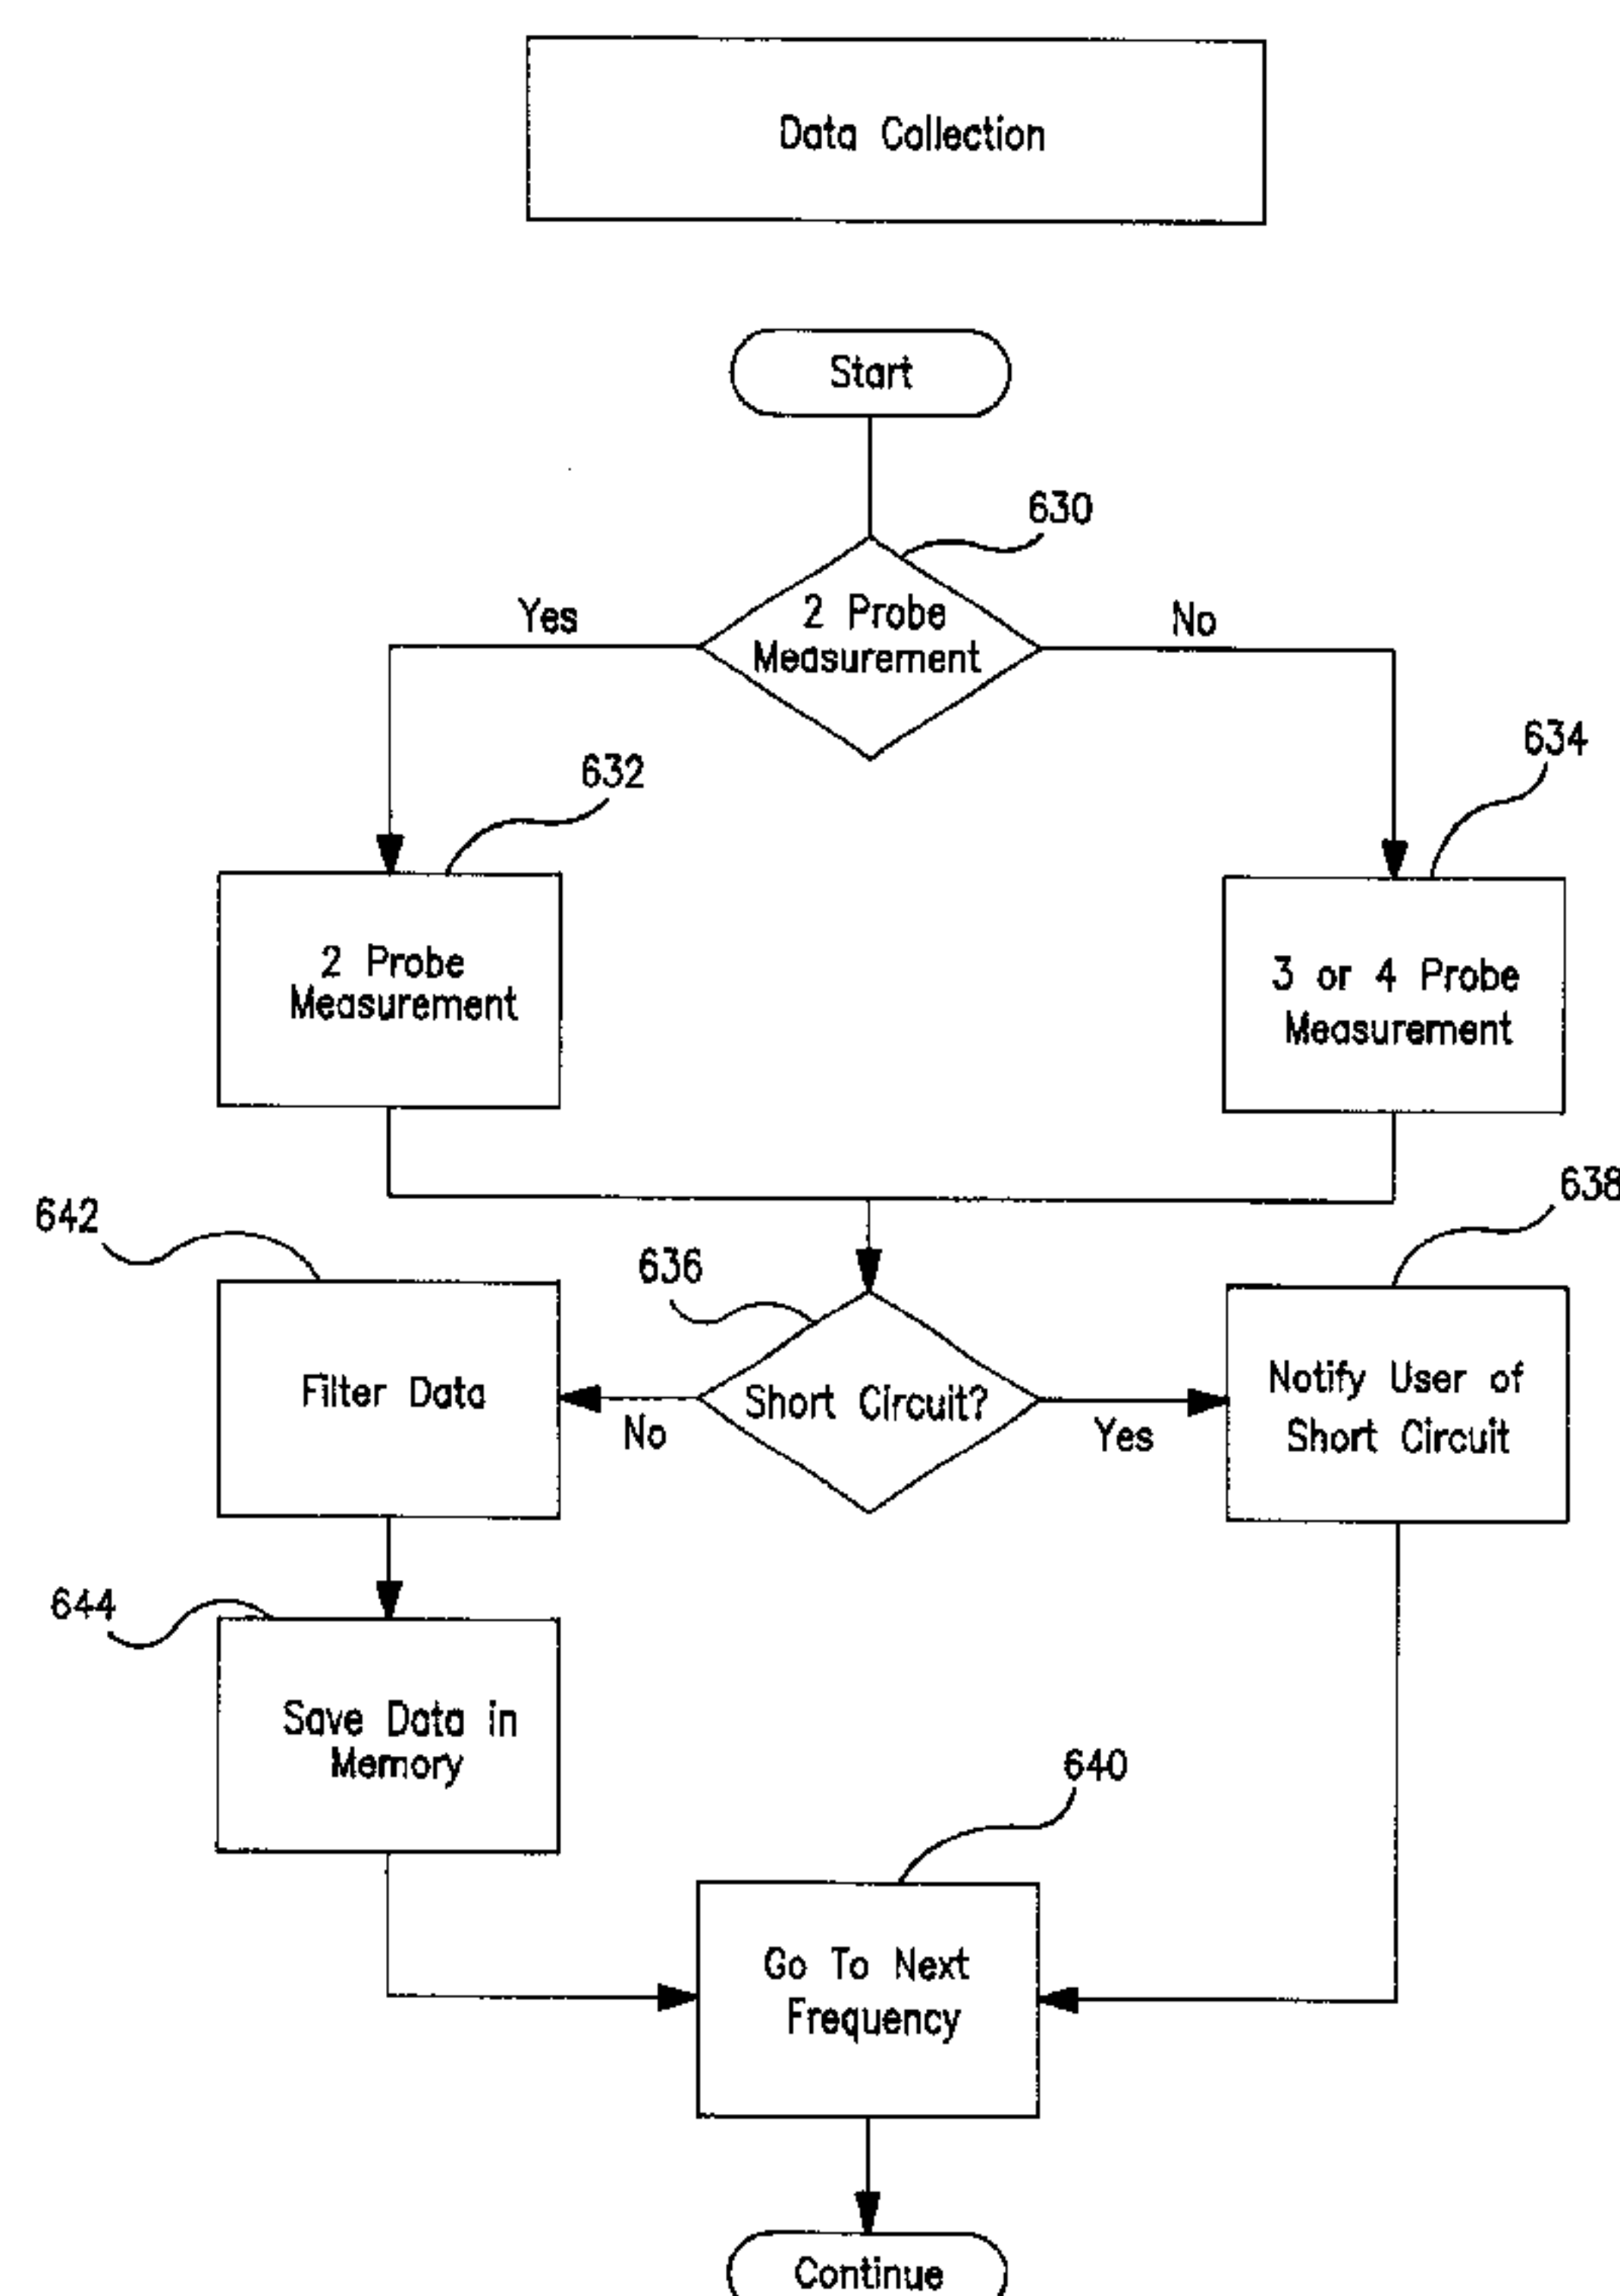 Data Collection
Start
630
2 Probe
Measurement
Yes
No
632
634
2 Probe
Measurement
3 or 4 Probe
Measurement
642
636
638
Filter Data
Short Circuit?
No
Yes
Notify User of
Short Circuit
644
Save Data in
Memory
640
Go To Next
Frequency
Continue